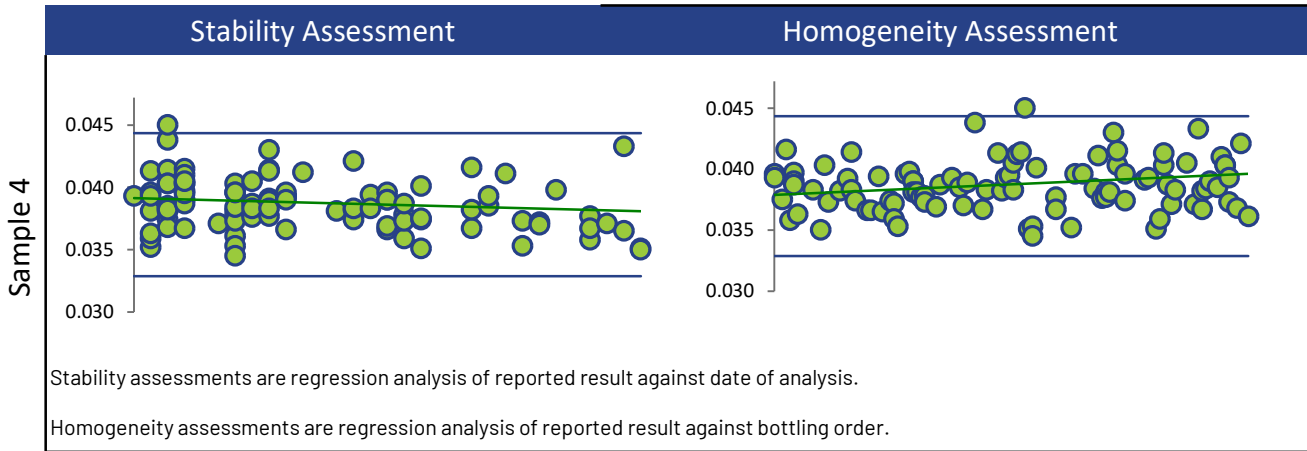 Stability Assessment
Homogeneity Assessment
Sample 4
0.045
0.040
0.035
0.030
0.045
0.040
0.035
0.030
Stability assessments are regression analysis of reported result against date of analysis.
Homogeneity assessments are regression analysis of reported result against bottling order.